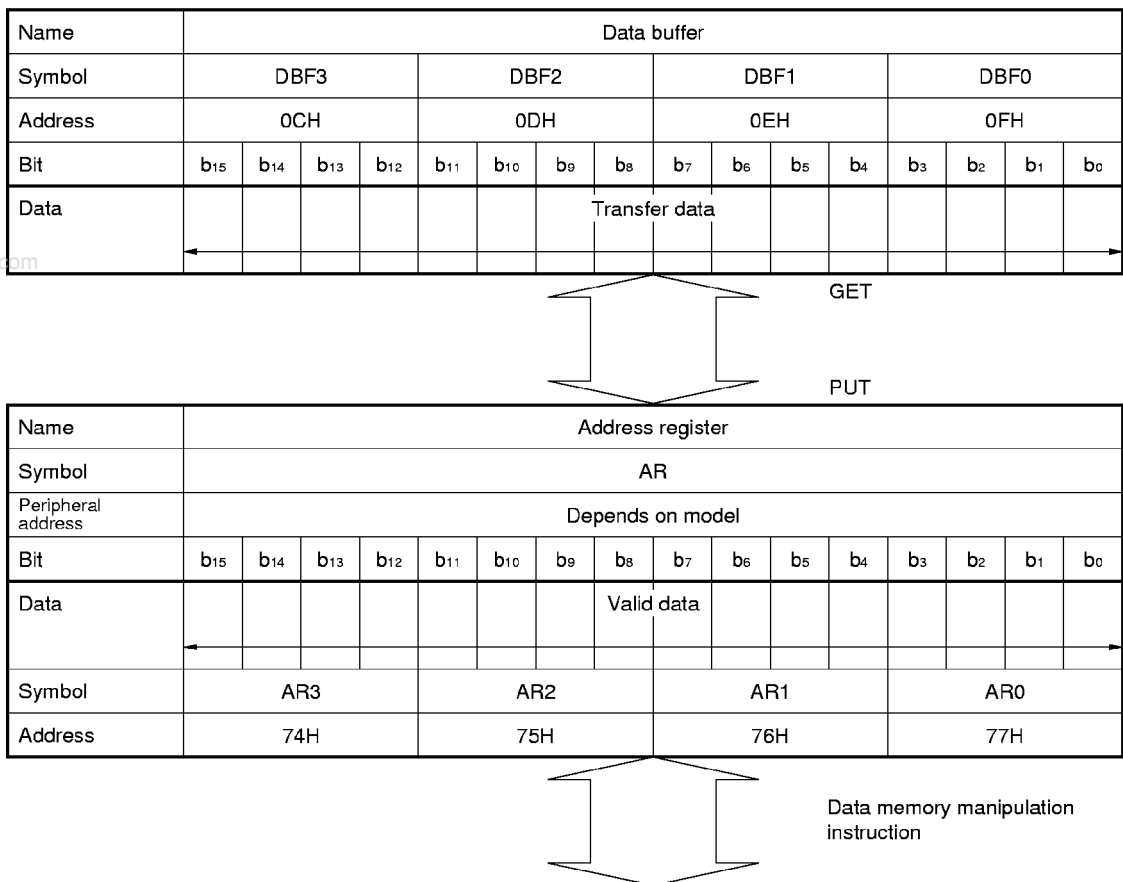 Name Data buffer
Symbol DBF3 DBF2 DBF1 DBF0
Address 0CH 0DH 0EH 0FH
Bit b15 b14 b13 b12 b11 b10 b9 b8 b7 b6 b5 b4 b3 b2 b1 b0
Data Transfer data
com
GET
PUT
Name Address register
Symbol AR
Peripheral
address Depends on model
Bit b15 b14 b13 b12 b11 b10 b9 b8 b7 b6 b5 b4 b3 b2 b1 b0
Data Valid data
Symbol AR3 AR2 AR1 AR0
Address 74H 75H 76H 77H
Data memory manipulation
instruction